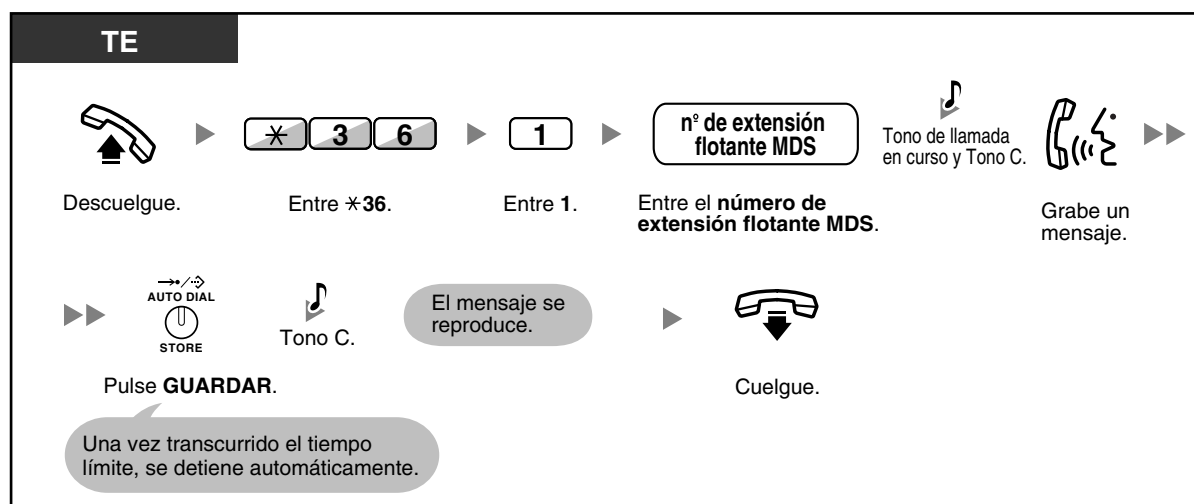 TE
* 3 6
1
nº de extensión
flotante MDS
Tono de llamada
en curso y Tono C.
Descuelgue.
Entre *36.
Entre 1.
Entre el número de
extensión flotante MDS.
Grabe un
mensaje.
AUTO DIAL
STORE
Tono C.
El mensaje se
reproduce.
Pulse GUARDAR.
Cuelgue.
Una vez transcurrido el tiempo
límite, se detiene automáticamente.